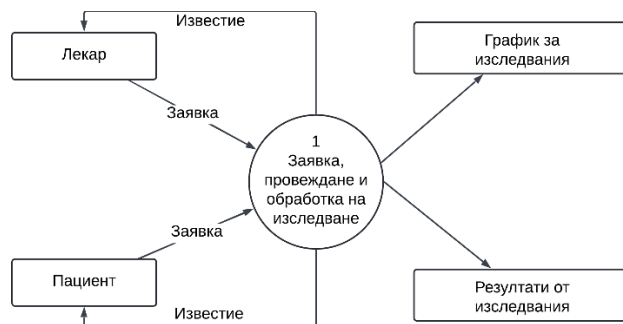 Известие
Лекар
График за
изследвания
Заявка
1
Заявка,
провеждане и
обработка на
изследване
Заявка
Пациент
Резултати от
изследвания
Известие